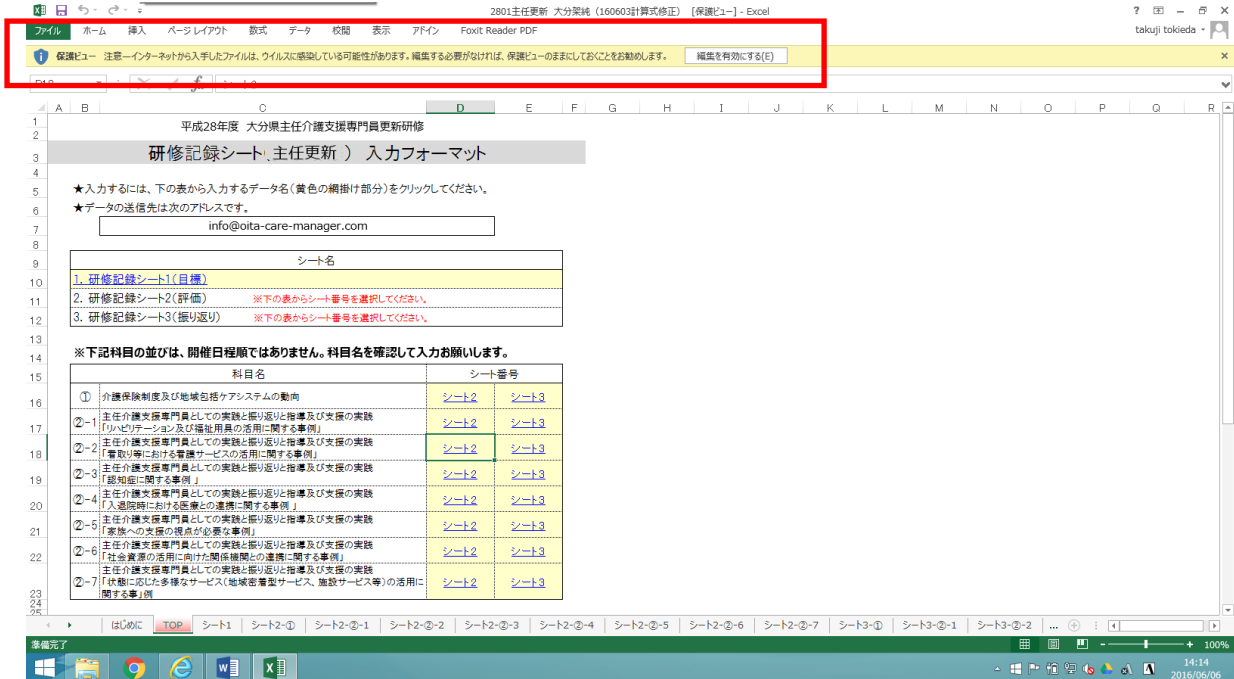 2801主任更新 大分架純（160603計算式修正） [保護ビュー] - Excel
ファイル ホーム 挿入 ページ レイアウト 数式 データ 校閲 表示 アドイン Foxit Reader PDF takuji tokieda
保護ビュー 注意—インターネットから入手したファイルは、ウイルスに感染している可能性があります。編集する必要がなければ、保護ビューのままにしておくことをお勧めします。 編集を有効にする(E)
A B C D E F G H I J K L M N O P Q R
1 平成28年度 大分県主任介護支援専門員更新研修
2
3 研修記録シート（主任更新 ） 入力フォーマット
4
5 ★入力するには、下の表から入力するデータ名（黄色の網掛け部分）をクリックしてください。
6 ★データの送信先は次のアドレスです。
7 info@oita-care-manager.com
8
9 シート名
10 1. 研修記録シート1（目標）
11 2. 研修記録シート2（評価） ※下の表からシート番号を選択してください。
12 3. 研修記録シート3（振り返り） ※下の表からシート番号を選択してください。
13
14 ※下記科目の並びは、開催日程順ではありません。科目名を確認して入力お願いします。
15 科目名 シート番号
16 ① 介護保険制度及び地域包括ケアシステムの動向 シート2 シート3
17 ②-1 主任介護支援専門員としての実践と振り返りと指導及び支援の実践
「リハビリテーション及び福祉用具の活用に関する事例」 シート2 シート3
18 ②-2 主任介護支援専門員としての実践と振り返りと指導及び支援の実践
「看取り等における看護サービスの活用に関する事例」 シート2 シート3
19 ②-3 主任介護支援専門員としての実践と振り返りと指導及び支援の実践
「認知症に関する事例 」 シート2 シート3
20 ②-4 主任介護支援専門員としての実践と振り返りと指導及び支援の実践
「入退院時における医療との連携に関する事例 」 シート2 シート3
21 ②-5 主任介護支援専門員としての実践と振り返りと指導及び支援の実践
「家族への支援の視点が必要な事例」 シート2 シート3
22 ②-6 主任介護支援専門員としての実践と振り返りと指導及び支援の実践
「社会資源の活用に向けた関係機関との連携に関する事例」 シート2 シート3
23 ②-7 主任介護支援専門員としての実践と振り返りと指導及び支援の実践
「状態に応じた多様なサービス（地域密着型サービス、施設サービス等）の活用に
関する事」例 シート2 シート3
24
25
はじめに TOP シート1 シート2-① シート2-②-1 シート2-②-2 シート2-②-3 シート2-②-4 シート2-②-5 シート2-②-6 シート2-②-7 シート3-① シート3-②-1 シート3-②-2 ...
準備完了 100%
14:14
2016/06/06